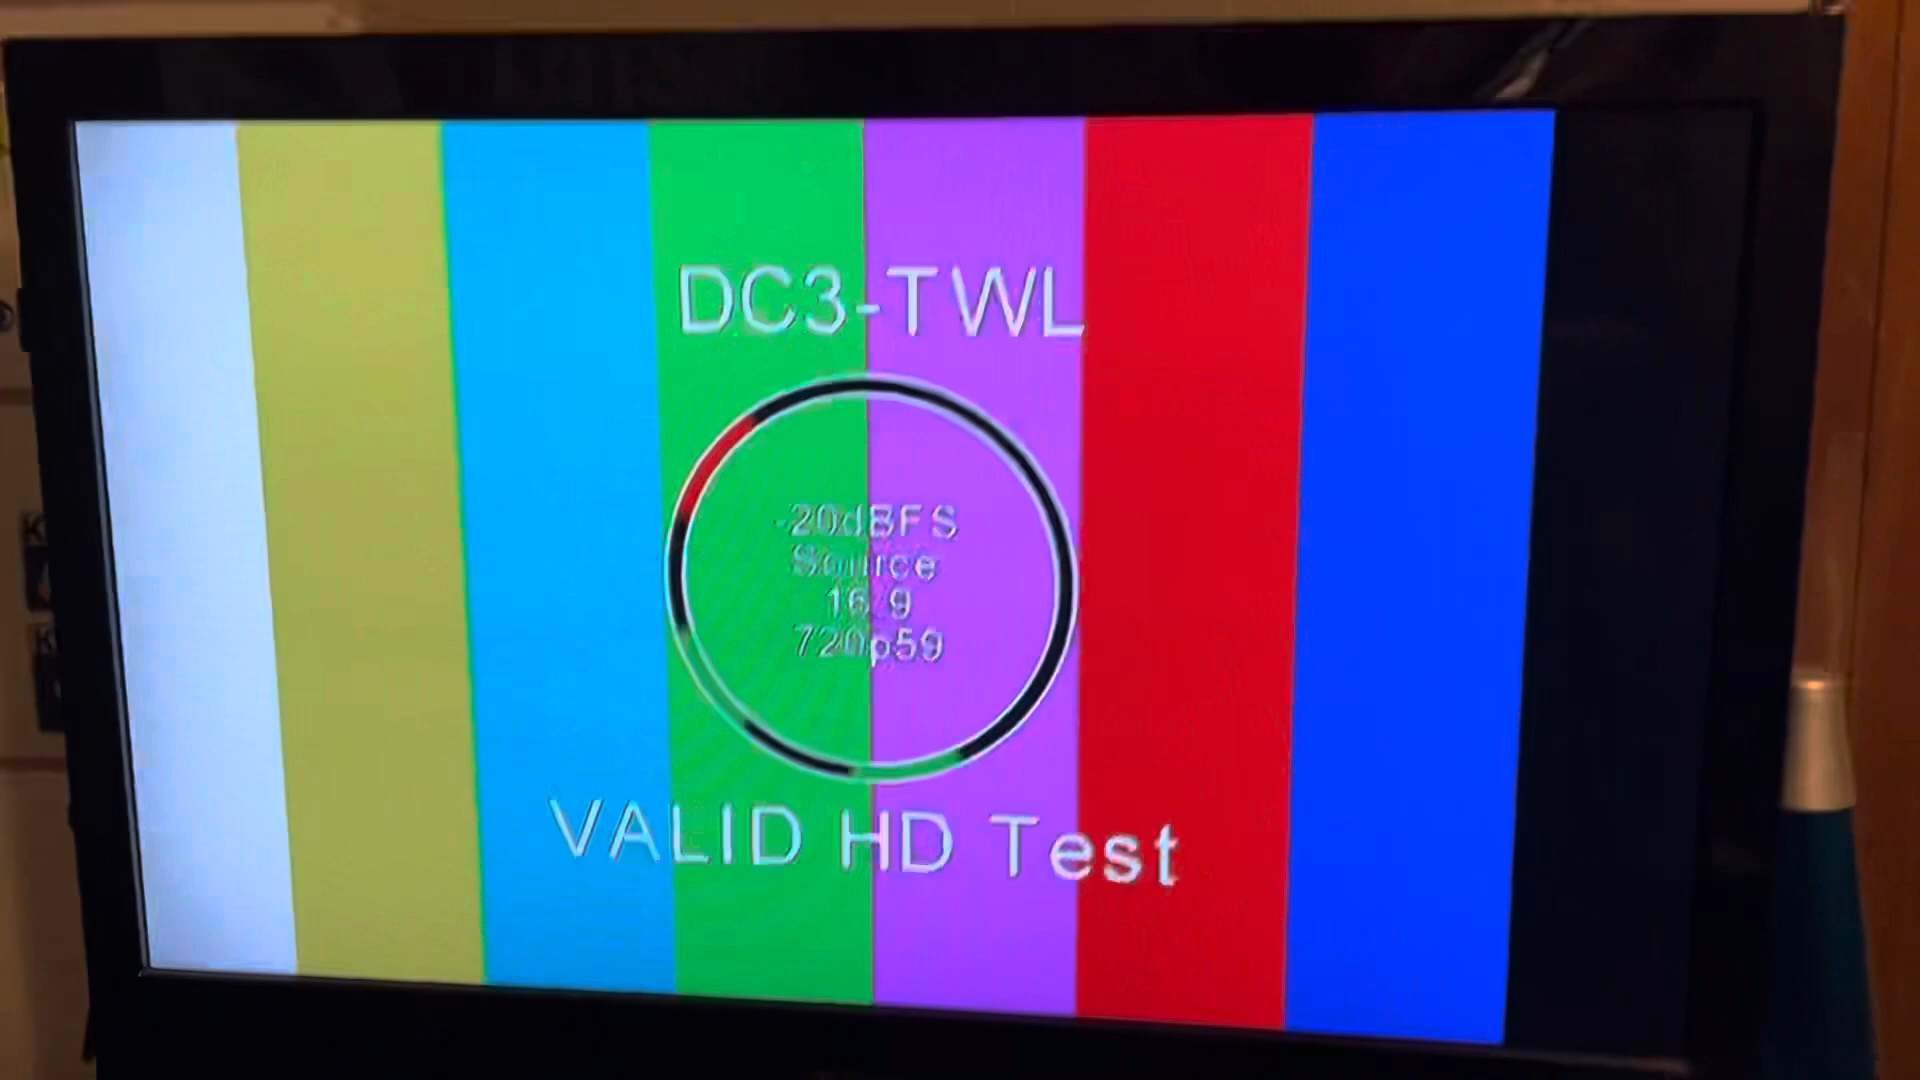 DC3-TWL
-20dBFS
Source
16:9
720p59
VALID HD Test
K
K